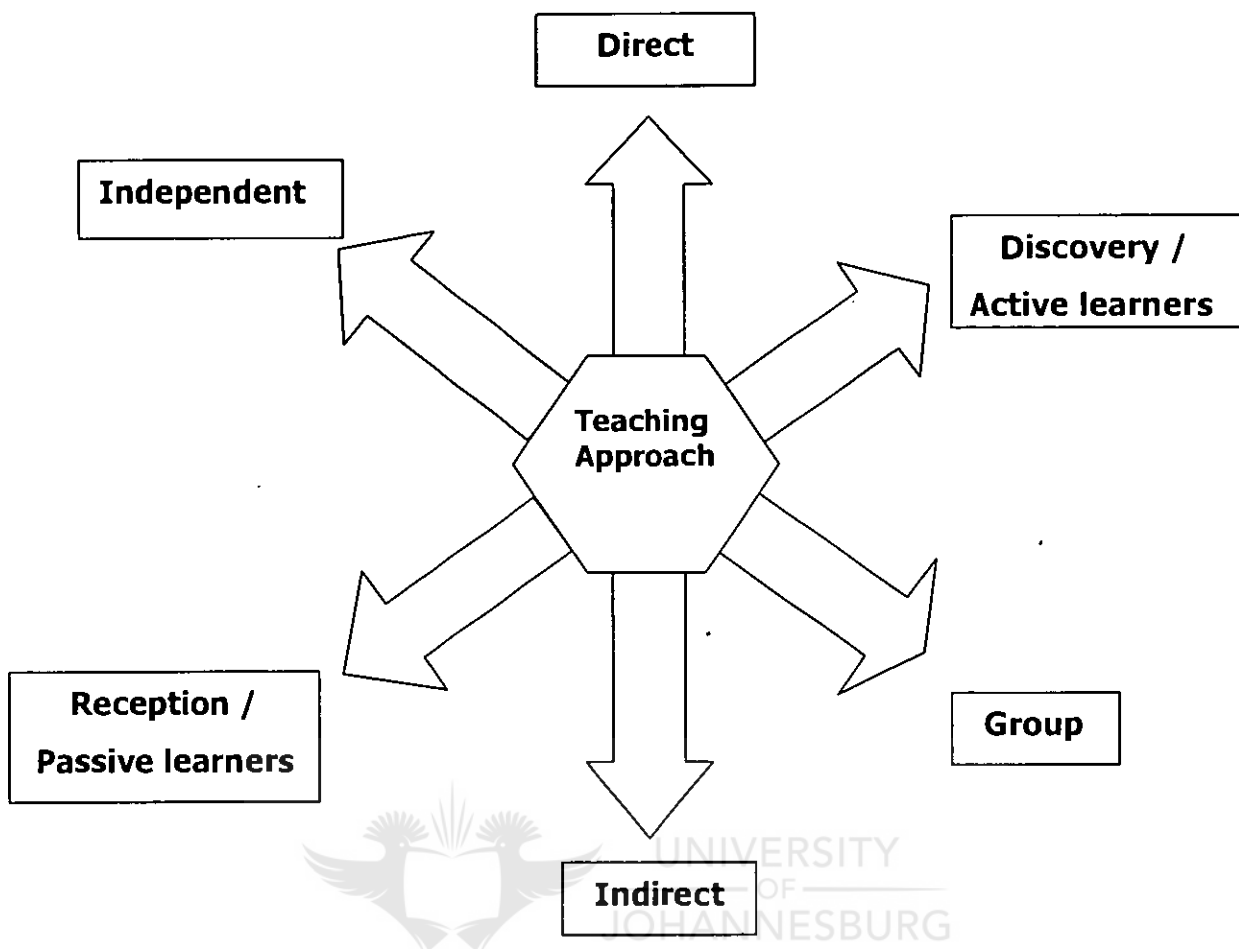 Direct
Independent
Discovery /
Active learners
Teaching
Approach
Reception /
Passive learners
Group
Indirect
UNIVERSITY
OF
JOHANNESBURG